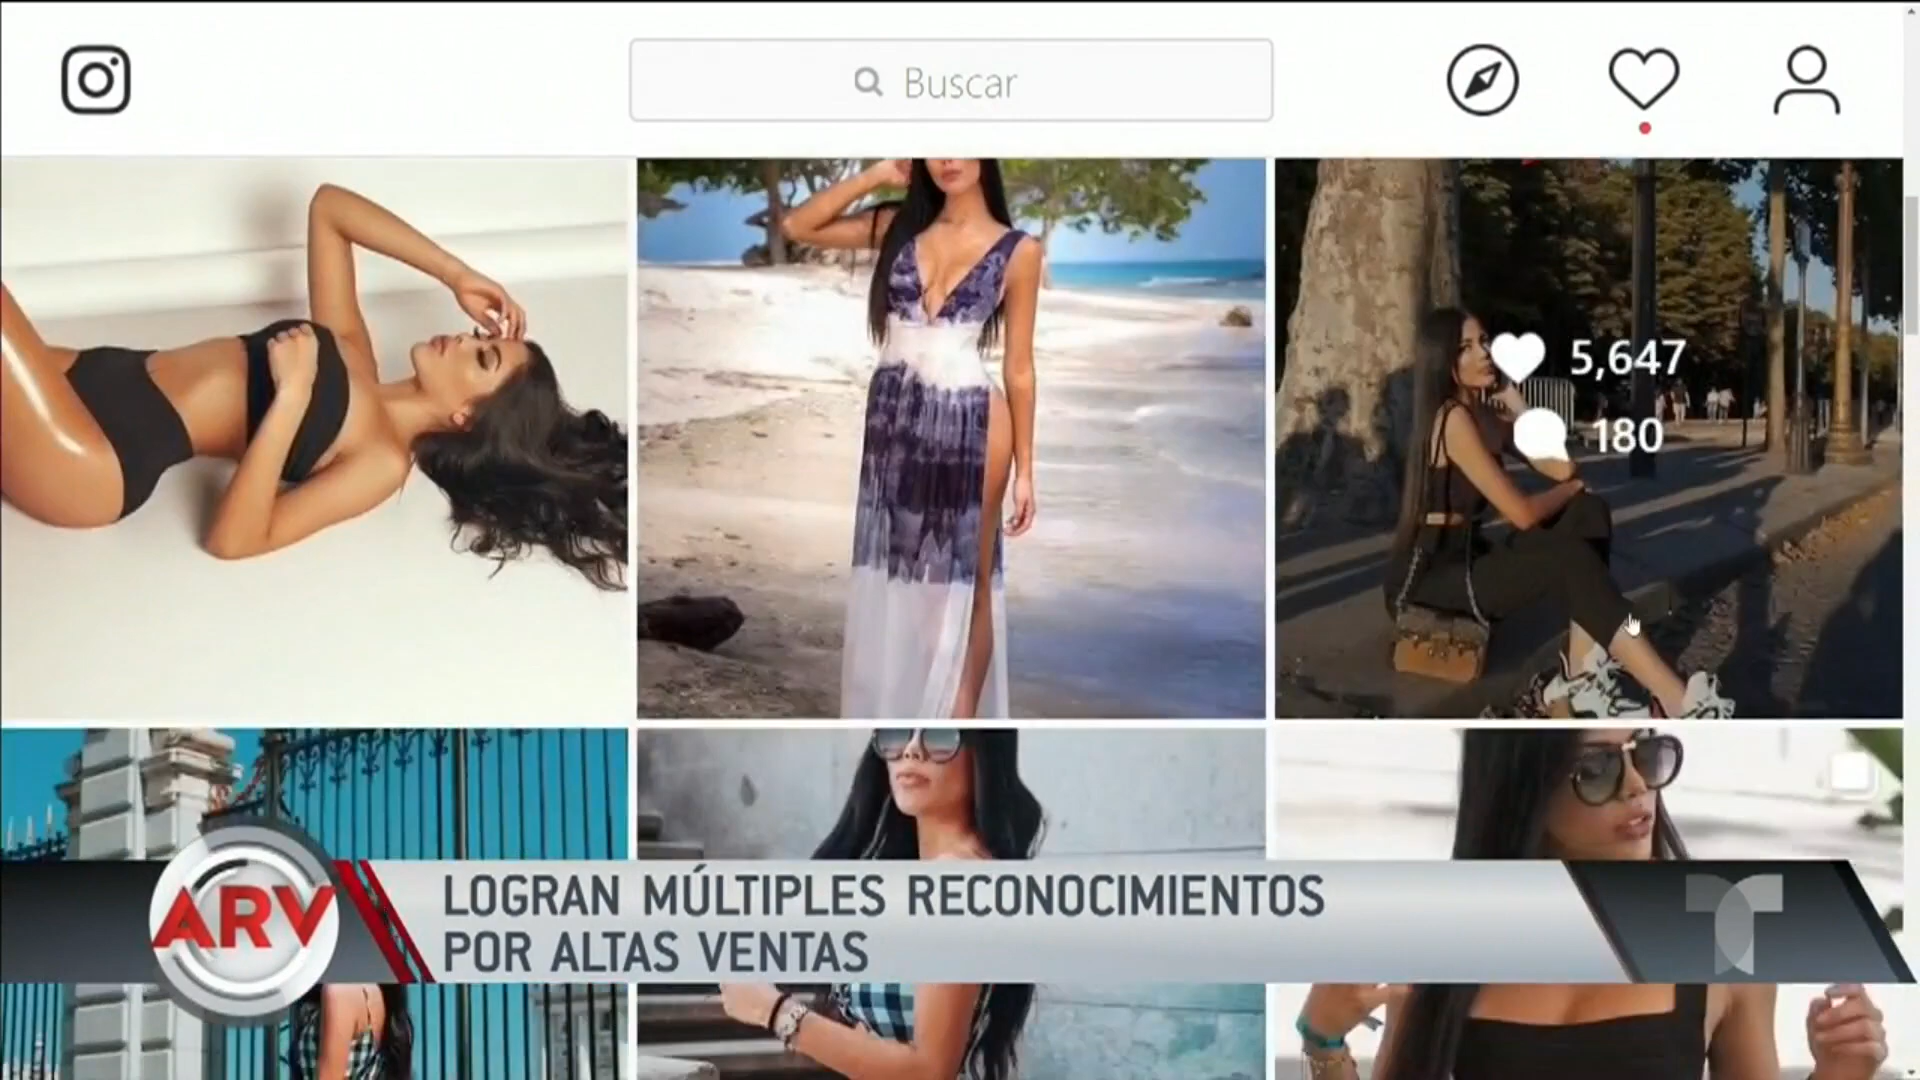 Buscar
5,647
180
ARV
LOGRAN MÚLTIPLES RECONOCIMIENTOS
POR ALTAS VENTAS